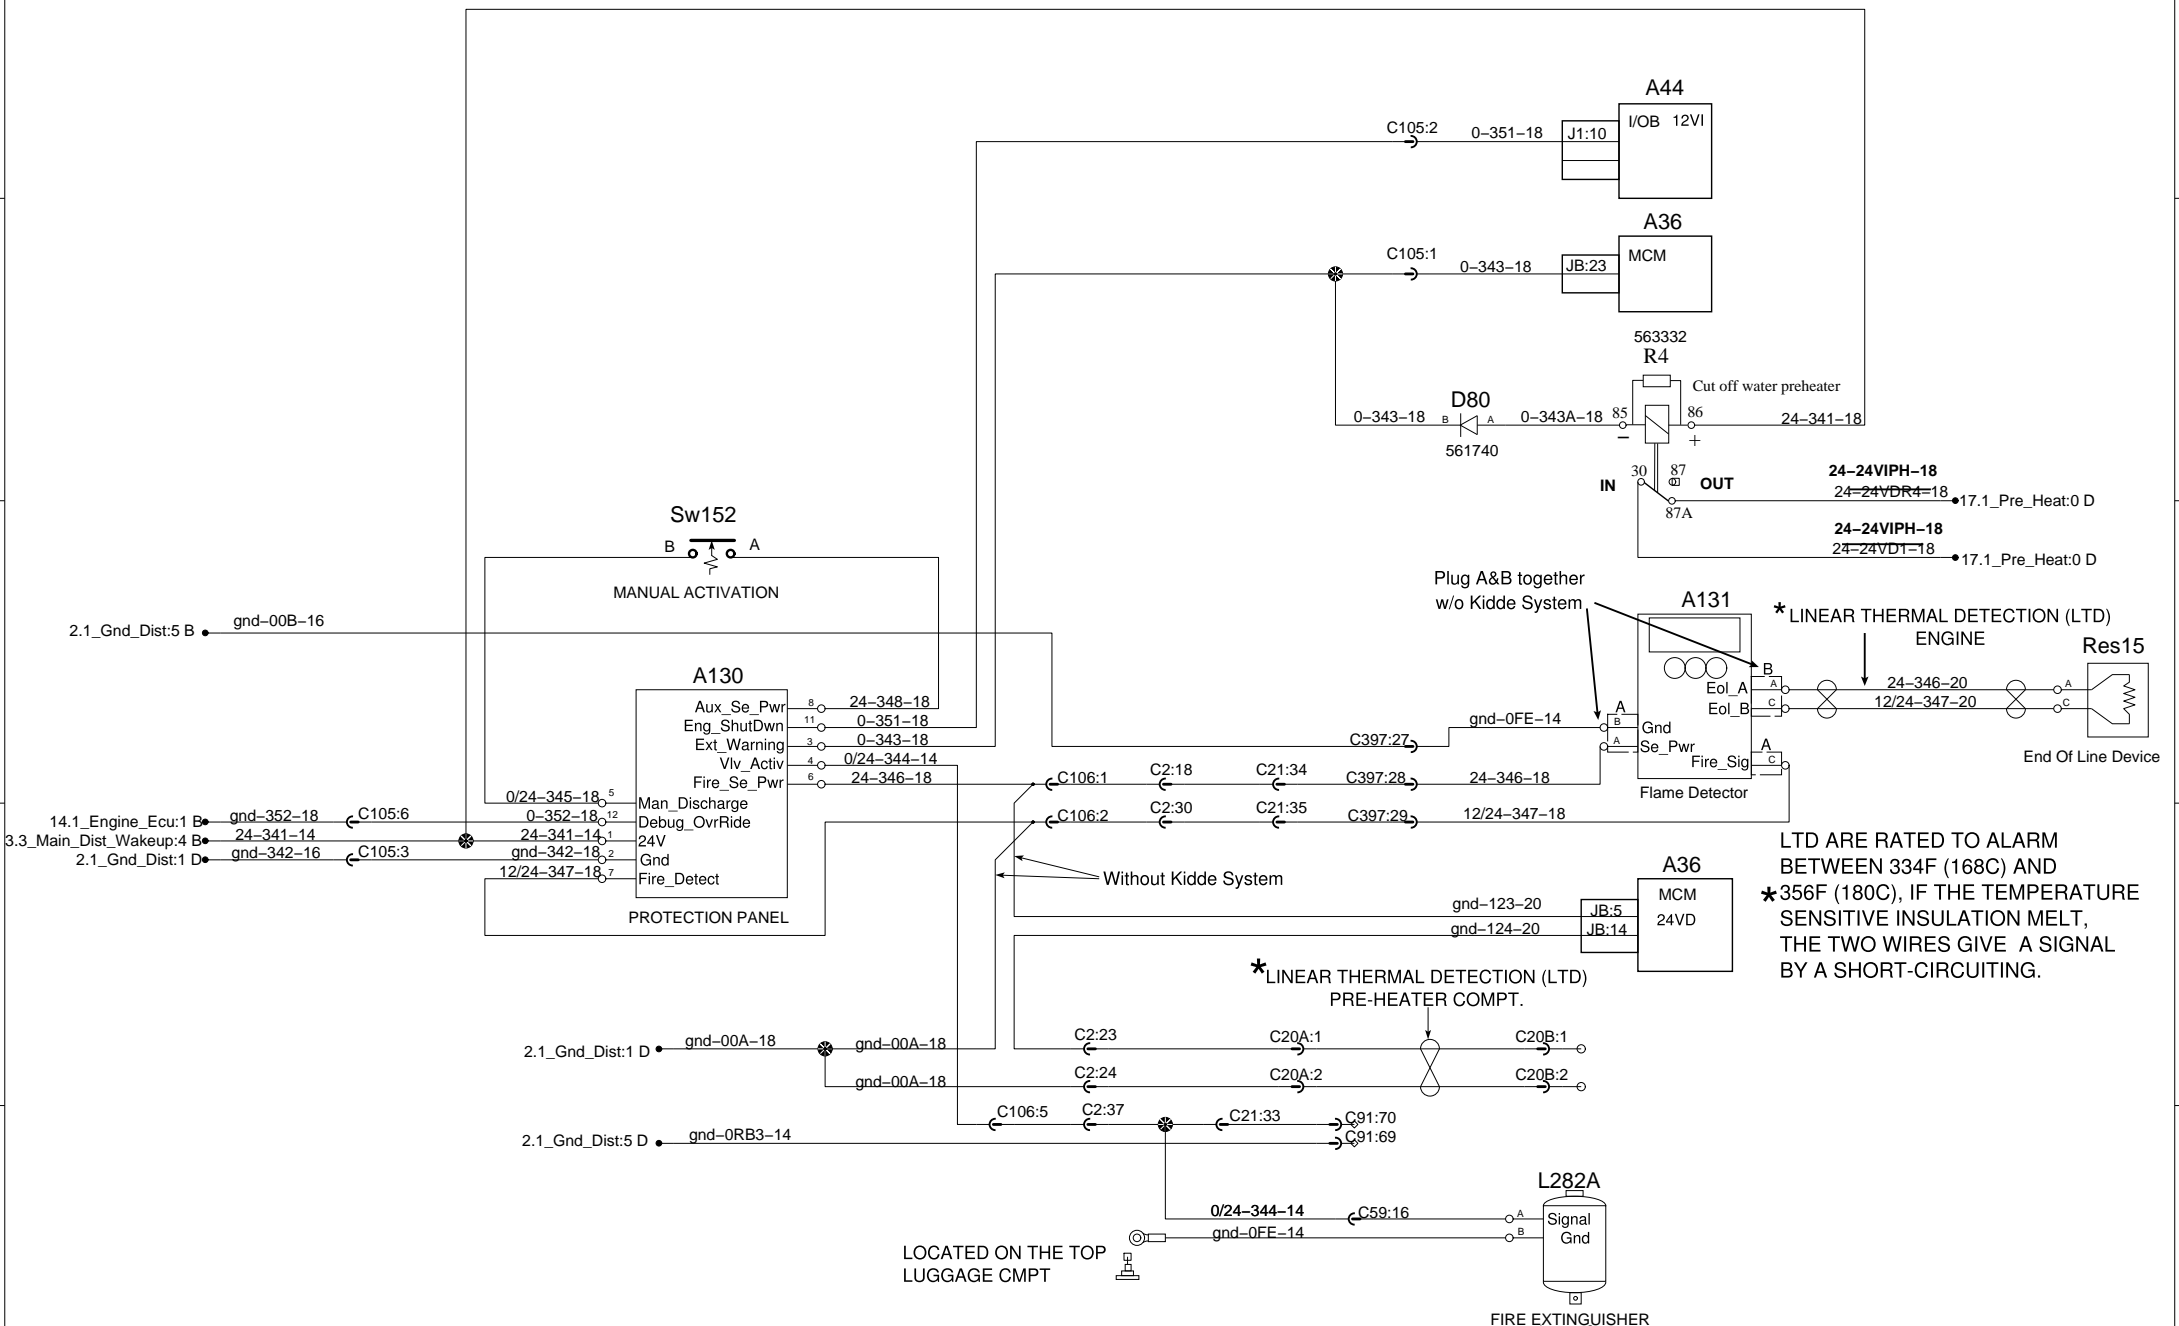 A44
I/OB 12VI
C105:2
0−351−18
J1:10
A36
MCM
C105:1
0−343−18
JB:23
563332
R4
Cut off water preheater
D80
0−343−18
B
A
0−343A−18
85
86
24−341−18
−
+
561740
30
87
IN
OUT
24−24VIPH−18
24−24VDR4−18
17.1_Pre_Heat:0 D
87A
24−24VIPH−18
24−24VD1−18
17.1_Pre_Heat:0 D
Sw152
B
A
MANUAL ACTIVATION
Plug A&B together
w/o Kidde System
A131
*LINEAR THERMAL DETECTION (LTD)
ENGINE
Res15
2.1_Gnd_Dist:5 B
gnd−00B−16
A130
B
Eol_A
A
24−346−20
A
Eol_B
C
12/24−347−20
C
End Of Line Device
Aux_Se_Pwr
8
24−348−18
Eng_ShutDwn
11
0−351−18
Ext_Warning
3
0−343−18
Vlv_Activ
4
0/24−344−14
Fire_Se_Pwr
6
24−346−18
A
gnd−0FE−14
B
Gnd
C397:27
A
Se_Pwr
A
Fire_Sig
C
Flame Detector
C106:1
C2:18
C21:34
C397:28
24−346−18
0/24−345−18
5
Man_Discharge
14.1_Engine_Ecu:1 B
gnd−352−18
C105:6
0−352−18
12
Debug_OvrRide
C106:2
C2:30
C21:35
C397:29
12/24−347−18
3.3_Main_Dist_Wakeup:4 B
24−341−14
24−341−14
1
24V
2.1_Gnd_Dist:1 D
gnd−342−16
C105:3
gnd−342−18
2
Gnd
12/24−347−18
7
Fire_Detect
PROTECTION PANEL
Without Kidde System
LTD ARE RATED TO ALARM
BETWEEN 334F (168C) AND
*356F (180C), IF THE TEMPERATURE
SENSITIVE INSULATION MELT,
THE TWO WIRES GIVE A SIGNAL
BY A SHORT-CIRCUITING.
A36
MCM
24VD
gnd−123−20
JB:5
gnd−124−20
JB:14
*LINEAR THERMAL DETECTION (LTD)
PRE-HEATER COMPT.
2.1_Gnd_Dist:1 D
gnd−00A−18
gnd−00A−18
C2:23
C20A:1
C20B:1
gnd−00A−18
C2:24
C20A:2
C20B:2
C106:5
C2:37
C21:33
C91:70
2.1_Gnd_Dist:5 D
gnd−0RB3−14
C91:69
L282A
0/24−344−14
C59:16
A
Signal
gnd−0FE−14
B
Gnd
LOCATED ON THE TOP
LUGGAGE CMPT
FIRE EXTINGUISHER